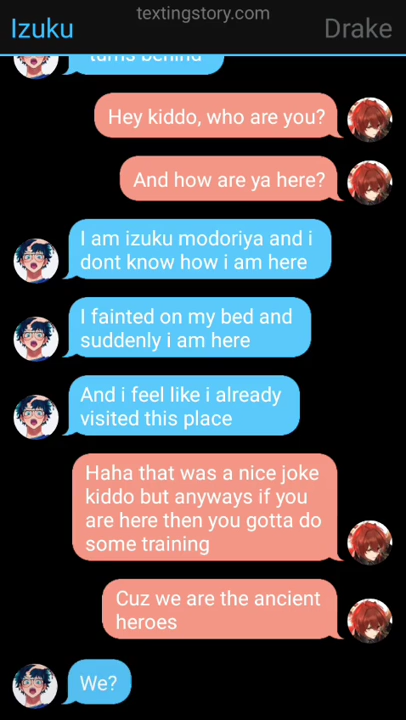 textingstory.com
Izuku
Drake
turns behind
Hey kiddo, who are you?
And how are ya here?
I am izuku modoriya and i
dont know how i am here
I fainted on my bed and
suddenly i am here
And i feel like i already
visited this place
Haha that was a nice joke
kiddo but anyways if you
are here then you gotta do
some training
Cuz we are the ancient
heroes
We?